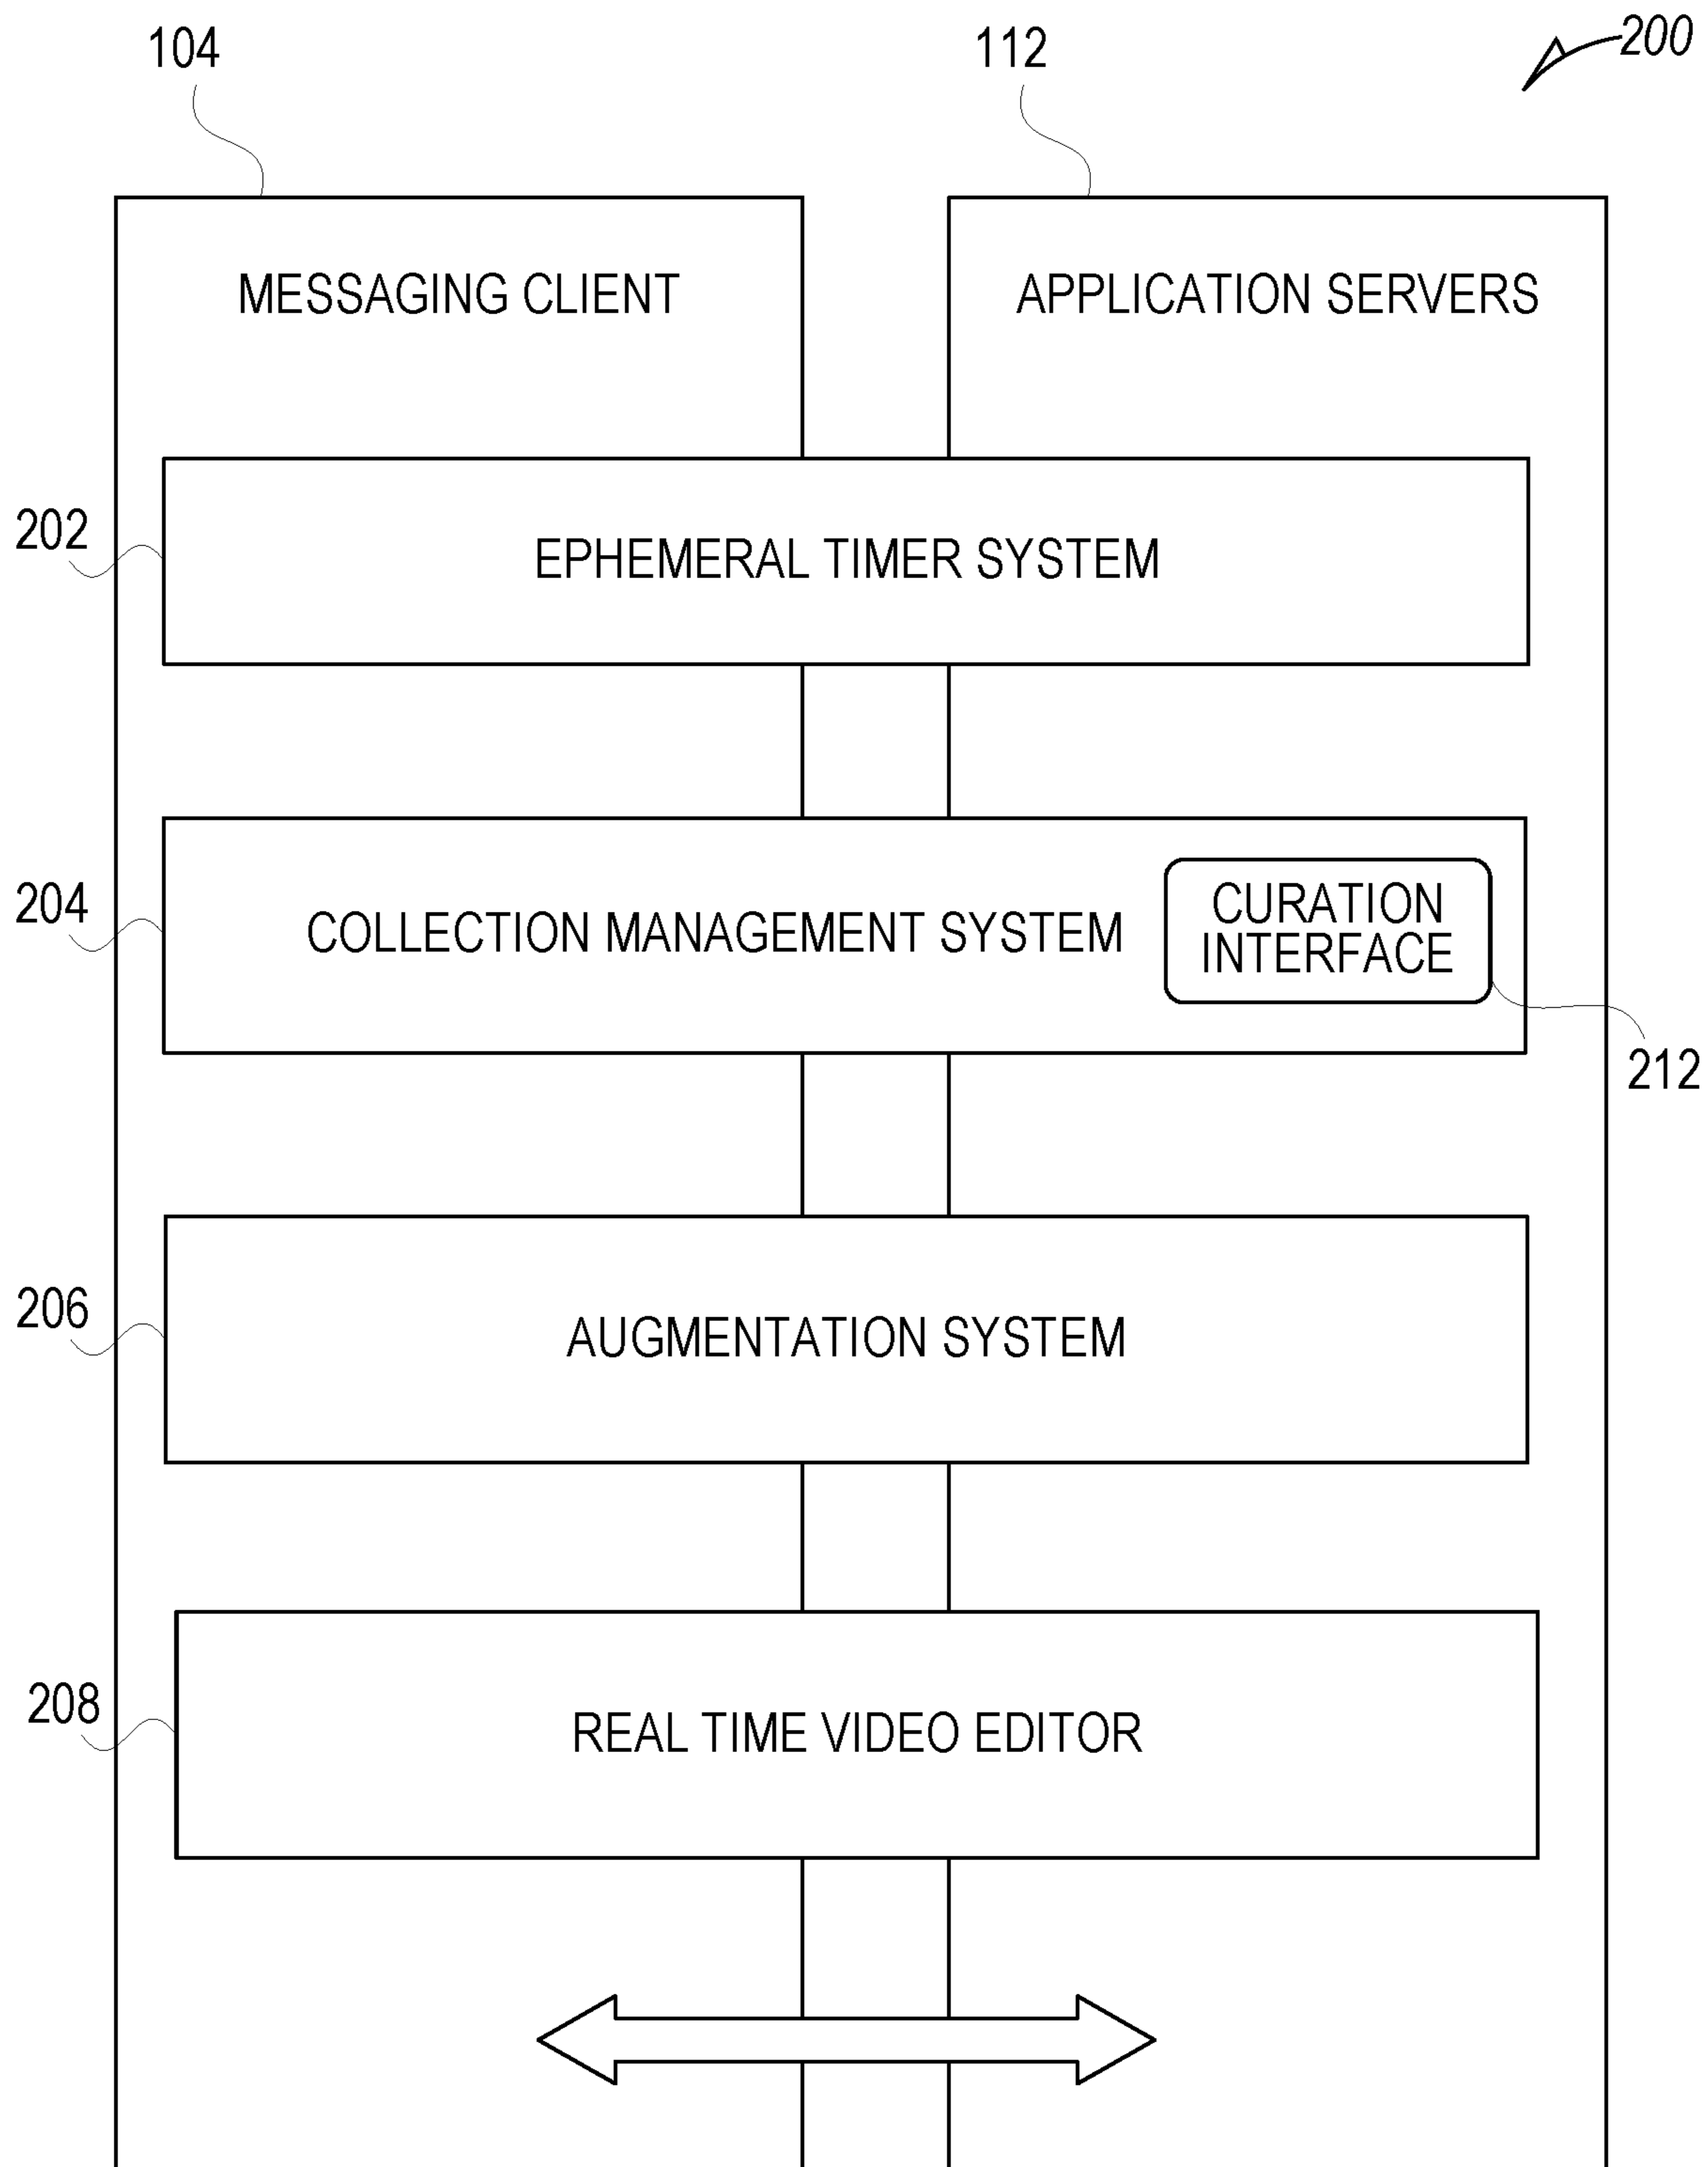 104
112
200
MESSAGING CLIENT
APPLICATION SERVERS
202
EPHEMERAL TIMER SYSTEM
204
COLLECTION MANAGEMENT SYSTEM
CURATION
INTERFACE
212
206
AUGMENTATION SYSTEM
208
REAL TIME VIDEO EDITOR